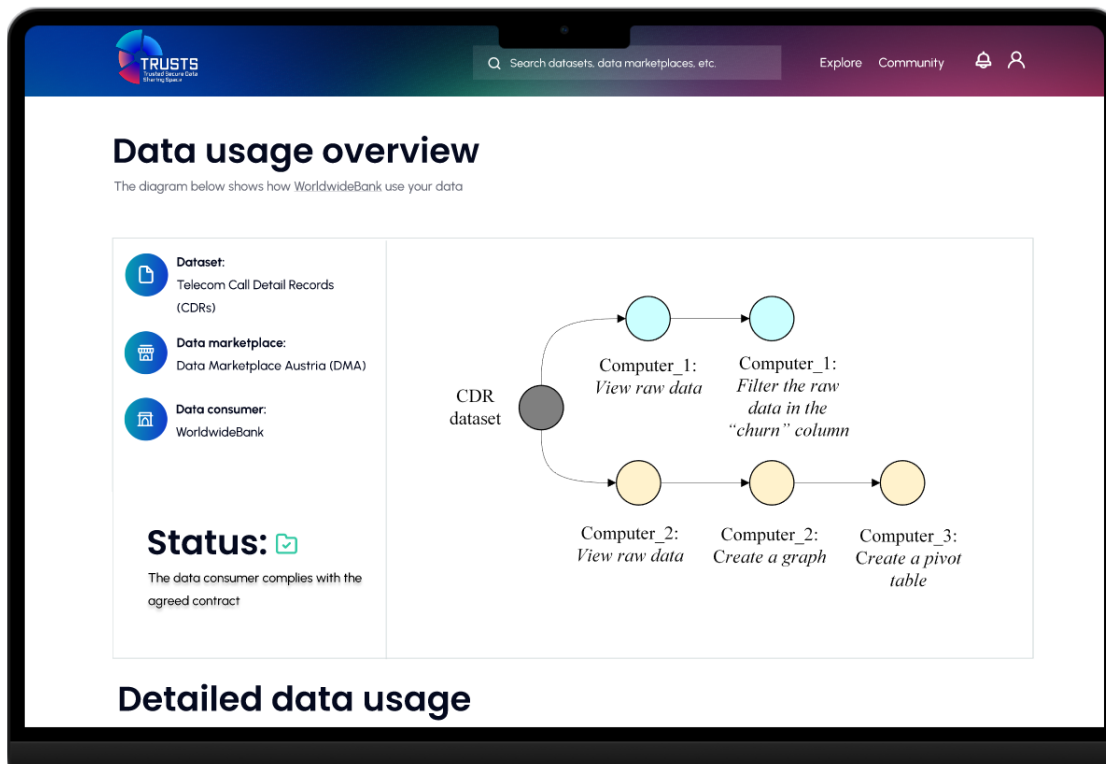 TRUSTS
Trusted Secure Data
Sharing Space
Search datasets, data marketplaces, etc.
Explore
Community
Data usage overview
The diagram below shows how WorldwideBank use your data
Dataset:
Telecom Call Detail Records
(CDRs)
Data marketplace:
Data Marketplace Austria (DMA)
Data consumer:
WorldwideBank
Status:
The data consumer complies with the
agreed contract
CDR
dataset
Computer_1:
View raw data
Computer_1:
Filter the raw
data in the
“churn” column
Computer_2:
View raw data
Computer_2:
Create a graph
Computer_3:
Create a pivot
table
Detailed data usage